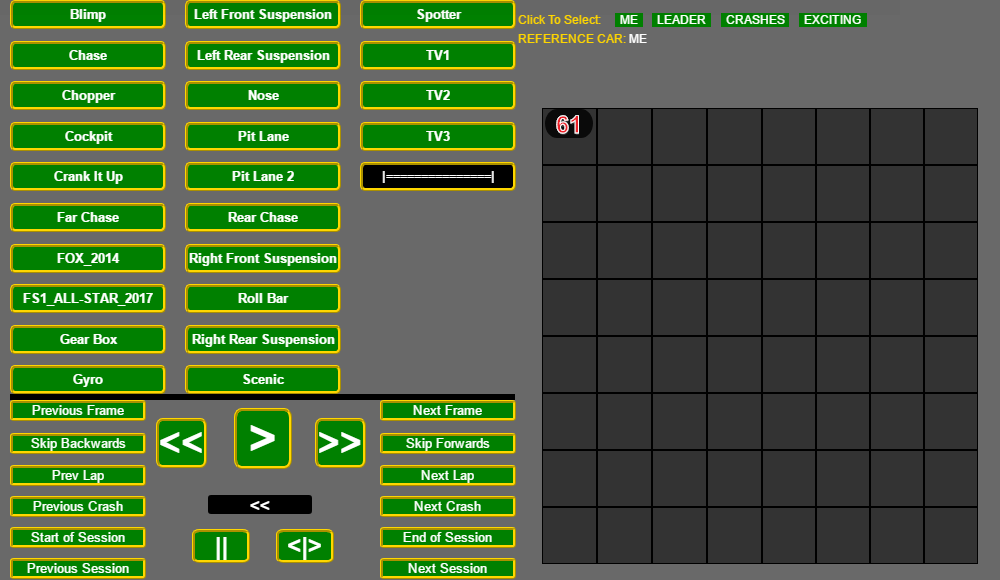 Blimp
Chase
Chopper
Cockpit
Crank It Up
Far Chase
FOX_2014
FS1_ALL-STAR_2017
Gear Box
Gyro
Left Front Suspension
Left Rear Suspension
Nose
Pit Lane
Pit Lane 2
Rear Chase
Right Front Suspension
Roll Bar
Right Rear Suspension
Scenic
Spotter
TV1
TV2
TV3
|===============|
Click To Select: ME LEADER CRASHES EXCITING
REFERENCE CAR: ME
61
Previous Frame
Skip Backwards
Prev Lap
Previous Crash
Start of Session
Previous Session
<< > >>
<<
|| <|>
Next Frame
Skip Forwards
Next Lap
Next Crash
End of Session
Next Session